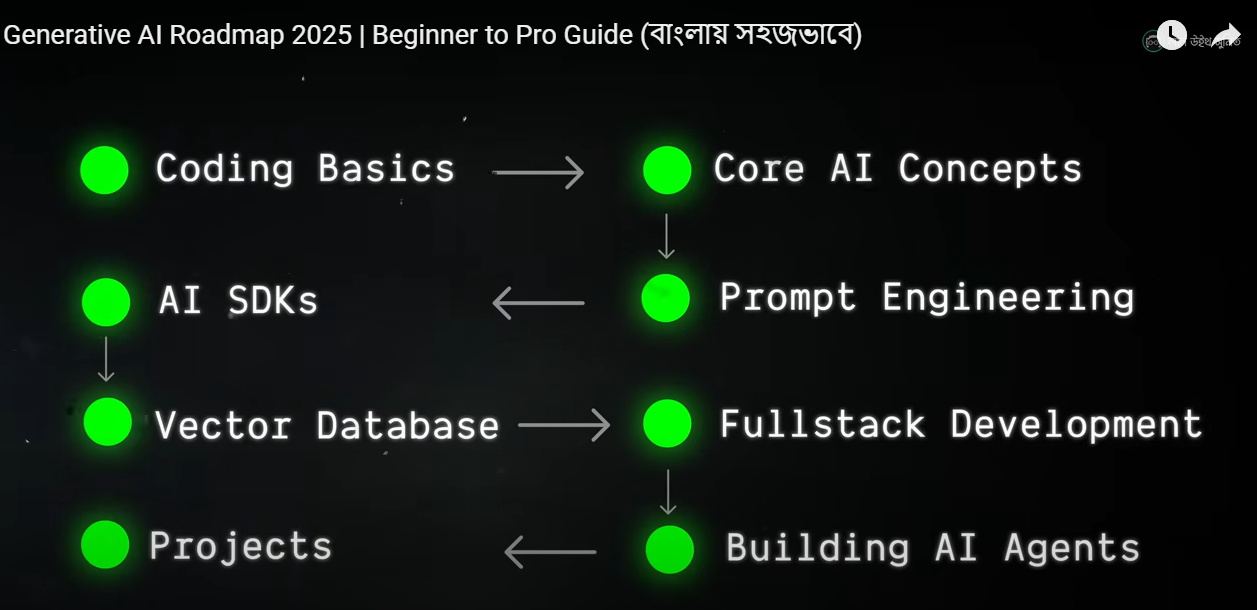 Generative AI Roadmap 2025 | Beginner to Pro Guide (বাংলায় সহজভাবে)
উইথ
Coding Basics → Core AI Concepts
↓
AI SDKs ← Prompt Engineering
↓
Vector Database → Fullstack Development
↓
Projects ← Building AI Agents